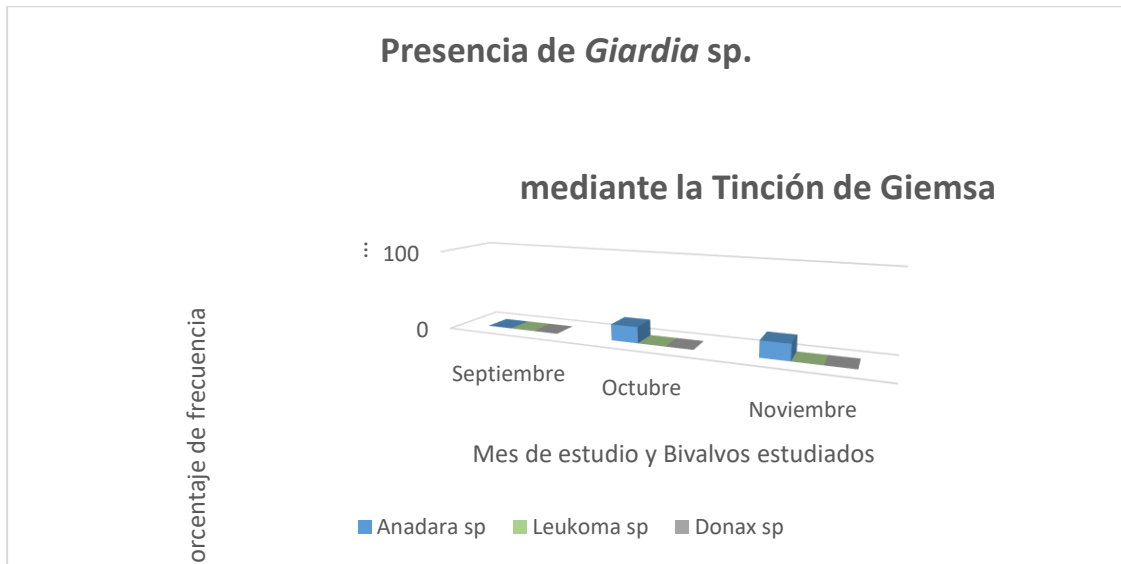 Presencia de Giardia sp.
mediante la Tinción de Giemsa
100
0
orcentaje de frecuencia
Septiembre
Octubre
Noviembre
Mes de estudio y Bivalvos estudiados
Anadara sp
Leukoma sp
Donax sp